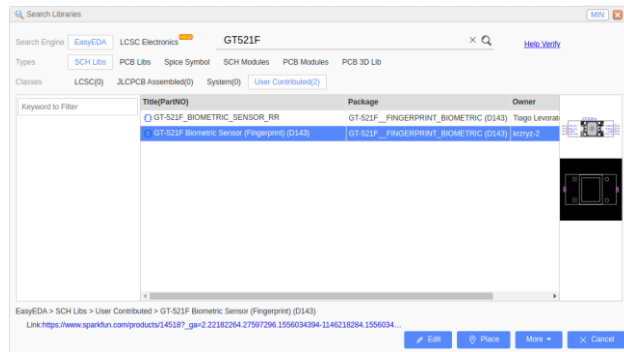 Search Libraries MIN
Search Engine EasyEDA LCSC Electronics GT521F Help Verify
Types SCH Libs PCB Libs Spice Symbol SCH Modules PCB Modules PCB 3D Lib
Classes LCSC(0) JLCPCB Assembled(0) System(0) User Contributed(2)
Keyword to Filter Title(PartNO) Package Owner
GT-521F_BIOMETRIC_SENSOR_RR GT-521F__FINGERPRINT_BIOMETRIC (D143) Tiago Levorat
GT-521F Biometric Sensor (Fingerprint) (D143) GT-521F__FINGERPRINT_BIOMETRIC (D143) krzryz-2
EasyEDA > SCH Libs > User Contributed > GT-521F Biometric Sensor (Fingerprint) (D143)
Link:https://www.sparkfun.com/products/14518?_ga=2.22182264.27597296.1556034394-1146218284.1556034...
Edit Place More Cancel